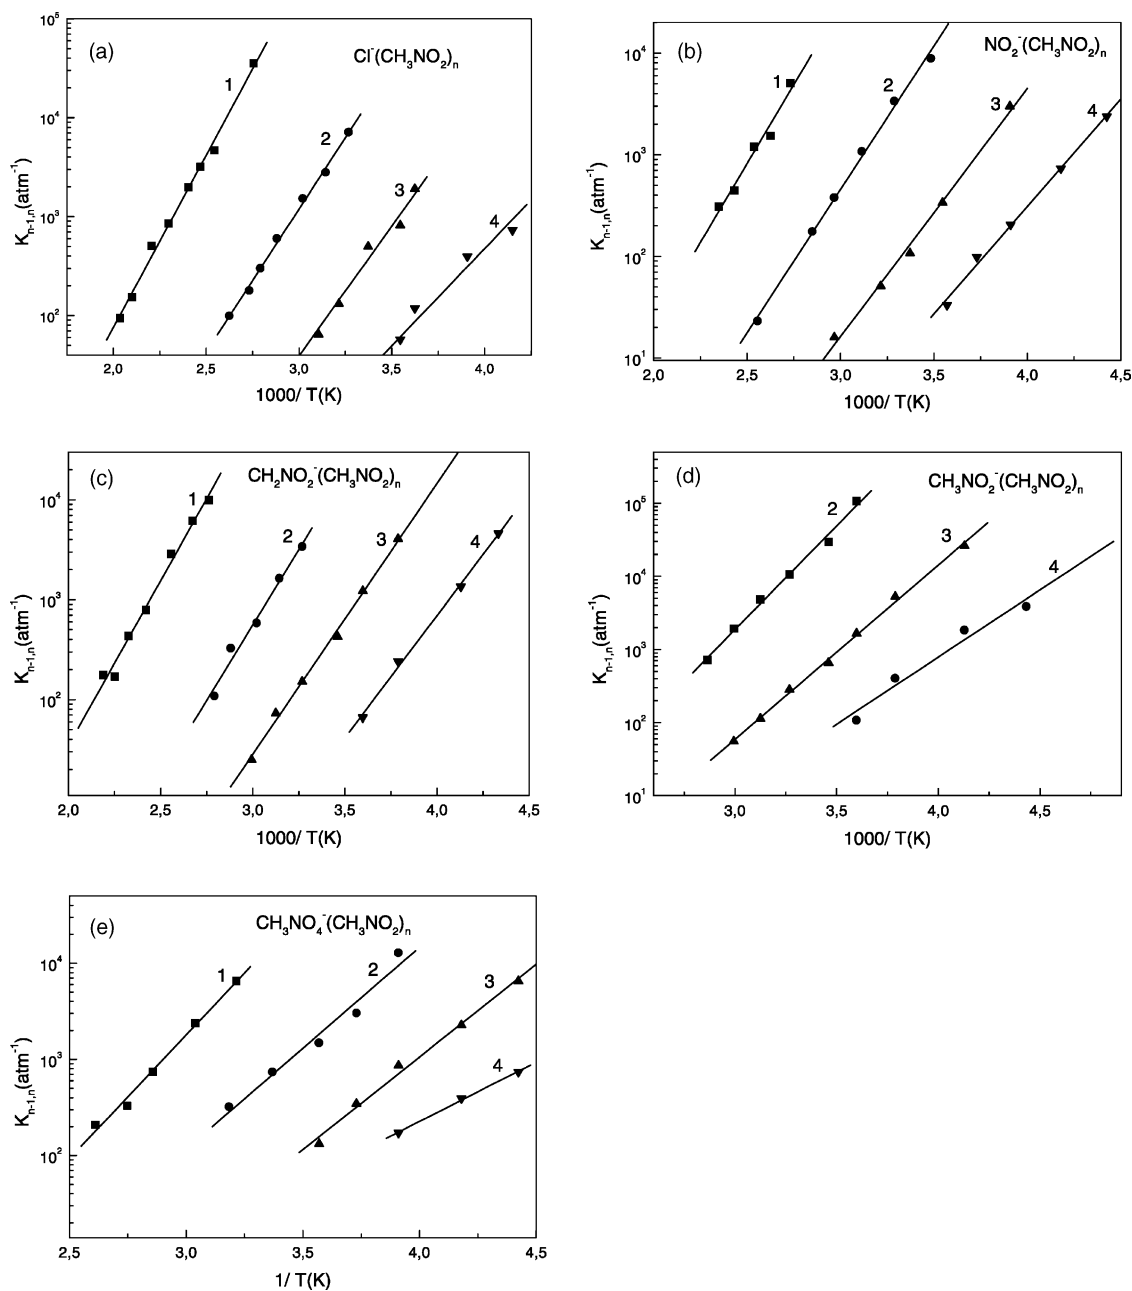 (a)
Cl⁻(CH₃NO₂)ₙ
Kₙ₋₁,ₙ(atm⁻¹)
10⁵
10⁴
10³
10²
1
2
3
4
2,0 2,5 3,0 3,5 4,0
1000/ T(K)
(b)
NO₂⁻(CH₃NO₂)ₙ
Kₙ₋₁,ₙ(atm⁻¹)
10⁴
10³
10²
10¹
1
2
3
4
2,0 2,5 3,0 3,5 4,0 4,5
1000/ T(K)
(c)
CH₂NO₂⁻(CH₃NO₂)ₙ
Kₙ₋₁,ₙ(atm⁻¹)
10⁴
10³
10²
1
2
3
4
2,0 2,5 3,0 3,5 4,0 4,5
1000/ T(K)
(d)
CH₃NO₂⁻(CH₃NO₂)ₙ
Kₙ₋₁,ₙ(atm⁻¹)
10⁵
10⁴
10³
10²
10¹
2
3
4
3,0 3,5 4,0 4,5
1000/ T(K)
(e)
CH₃NO₄⁻(CH₃NO₂)ₙ
Kₙ₋₁,ₙ(atm⁻¹)
10⁴
10³
10²
1
2
3
4
2,5 3,0 3,5 4,0 4,5
1/ T(K)